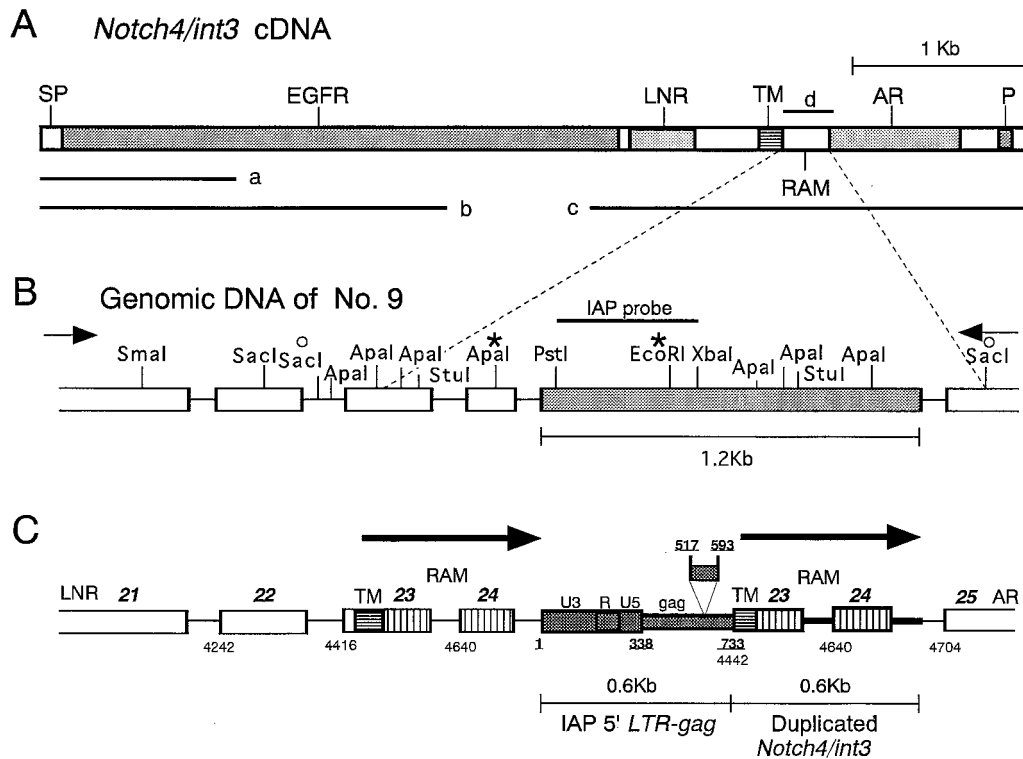 A Notch4/int3 cDNA
1 Kb
SP EGFR LNR TM d AR P
RAM
a
b c
B Genomic DNA of No. 9
IAP probe
SmaI SacI SacI ApaI ApaI ApaI StuI ApaI * PstI EcoRI * XbaI ApaI ApaI StuI ApaI SacI
1.2Kb
C
517 593
RAM RAM
LNR 21 22 TM 23 24 U3 R U5 gag TM 23 24 25 AR
4242 4416 4640 1 338 733 4640 4704
4442
0.6Kb 0.6Kb
IAP 5' LTR-gag Duplicated
Notch4/int3